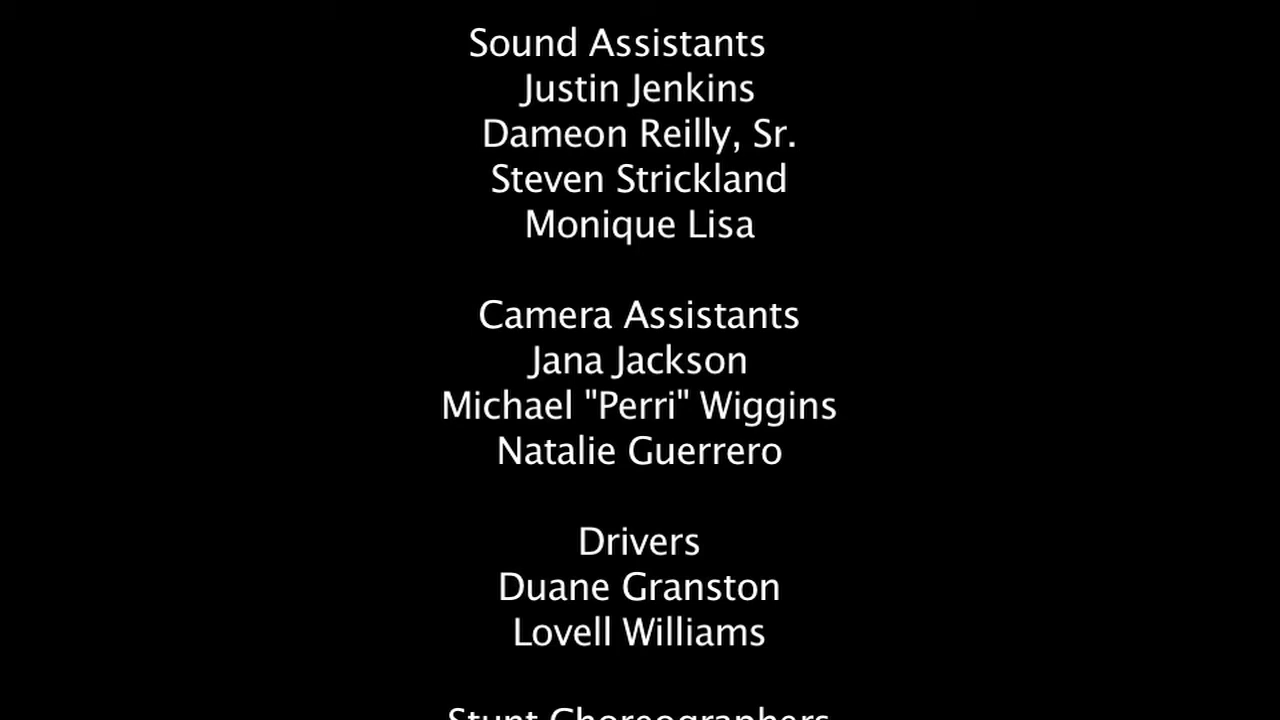 Sound Assistants
Justin Jenkins
Dameon Reilly, Sr.
Steven Strickland
Monique Lisa
Camera Assistants
Jana Jackson
Michael "Perri" Wiggins
Natalie Guerrero
Drivers
Duane Granston
Lovell Williams
Stunt Choreographers